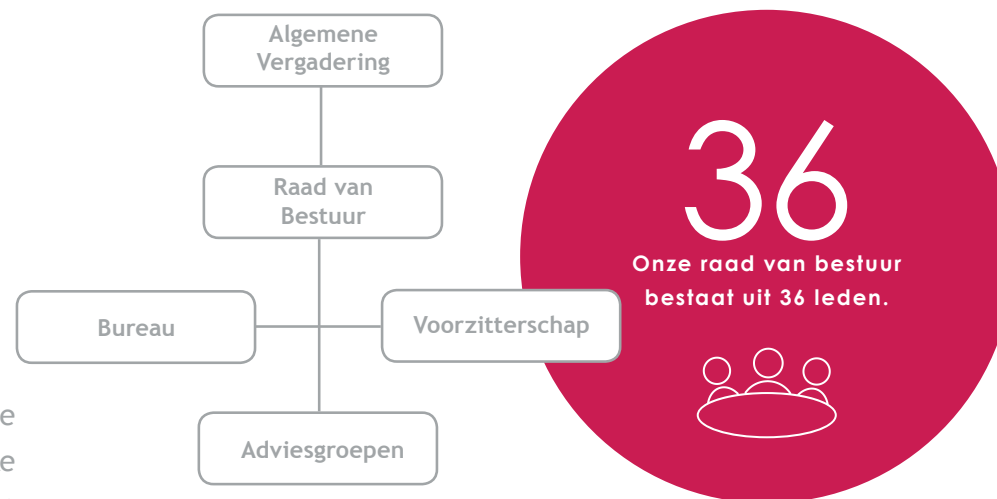 Algemene
Vergadering
Raad van
Bestuur
Bureau
Voorzitterschap
Adviesgroepen
e
e
36
Onze raad van bestuur
bestaat uit 36 leden.